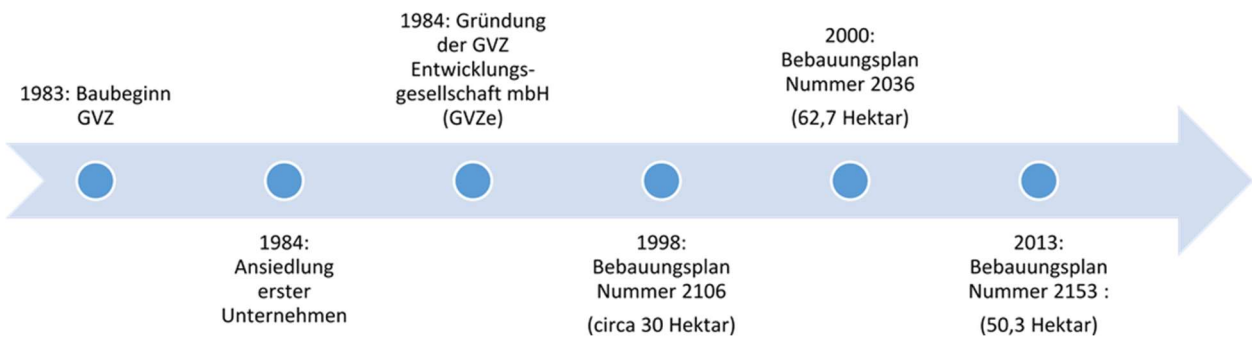 1983: Baubeginn
GVZ
1984:
Ansiedlung
erster
Unternehmen
1984: Gründung
der GVZ
Entwicklungs-
gesellschaft mbH
(GVZe)
1998:
Bebauungsplan
Nummer 2106
(circa 30 Hektar)
2000:
Bebauungsplan
Nummer 2036
(62,7 Hektar)
2013:
Bebauungsplan
Nummer 2153 :
(50,3 Hektar)